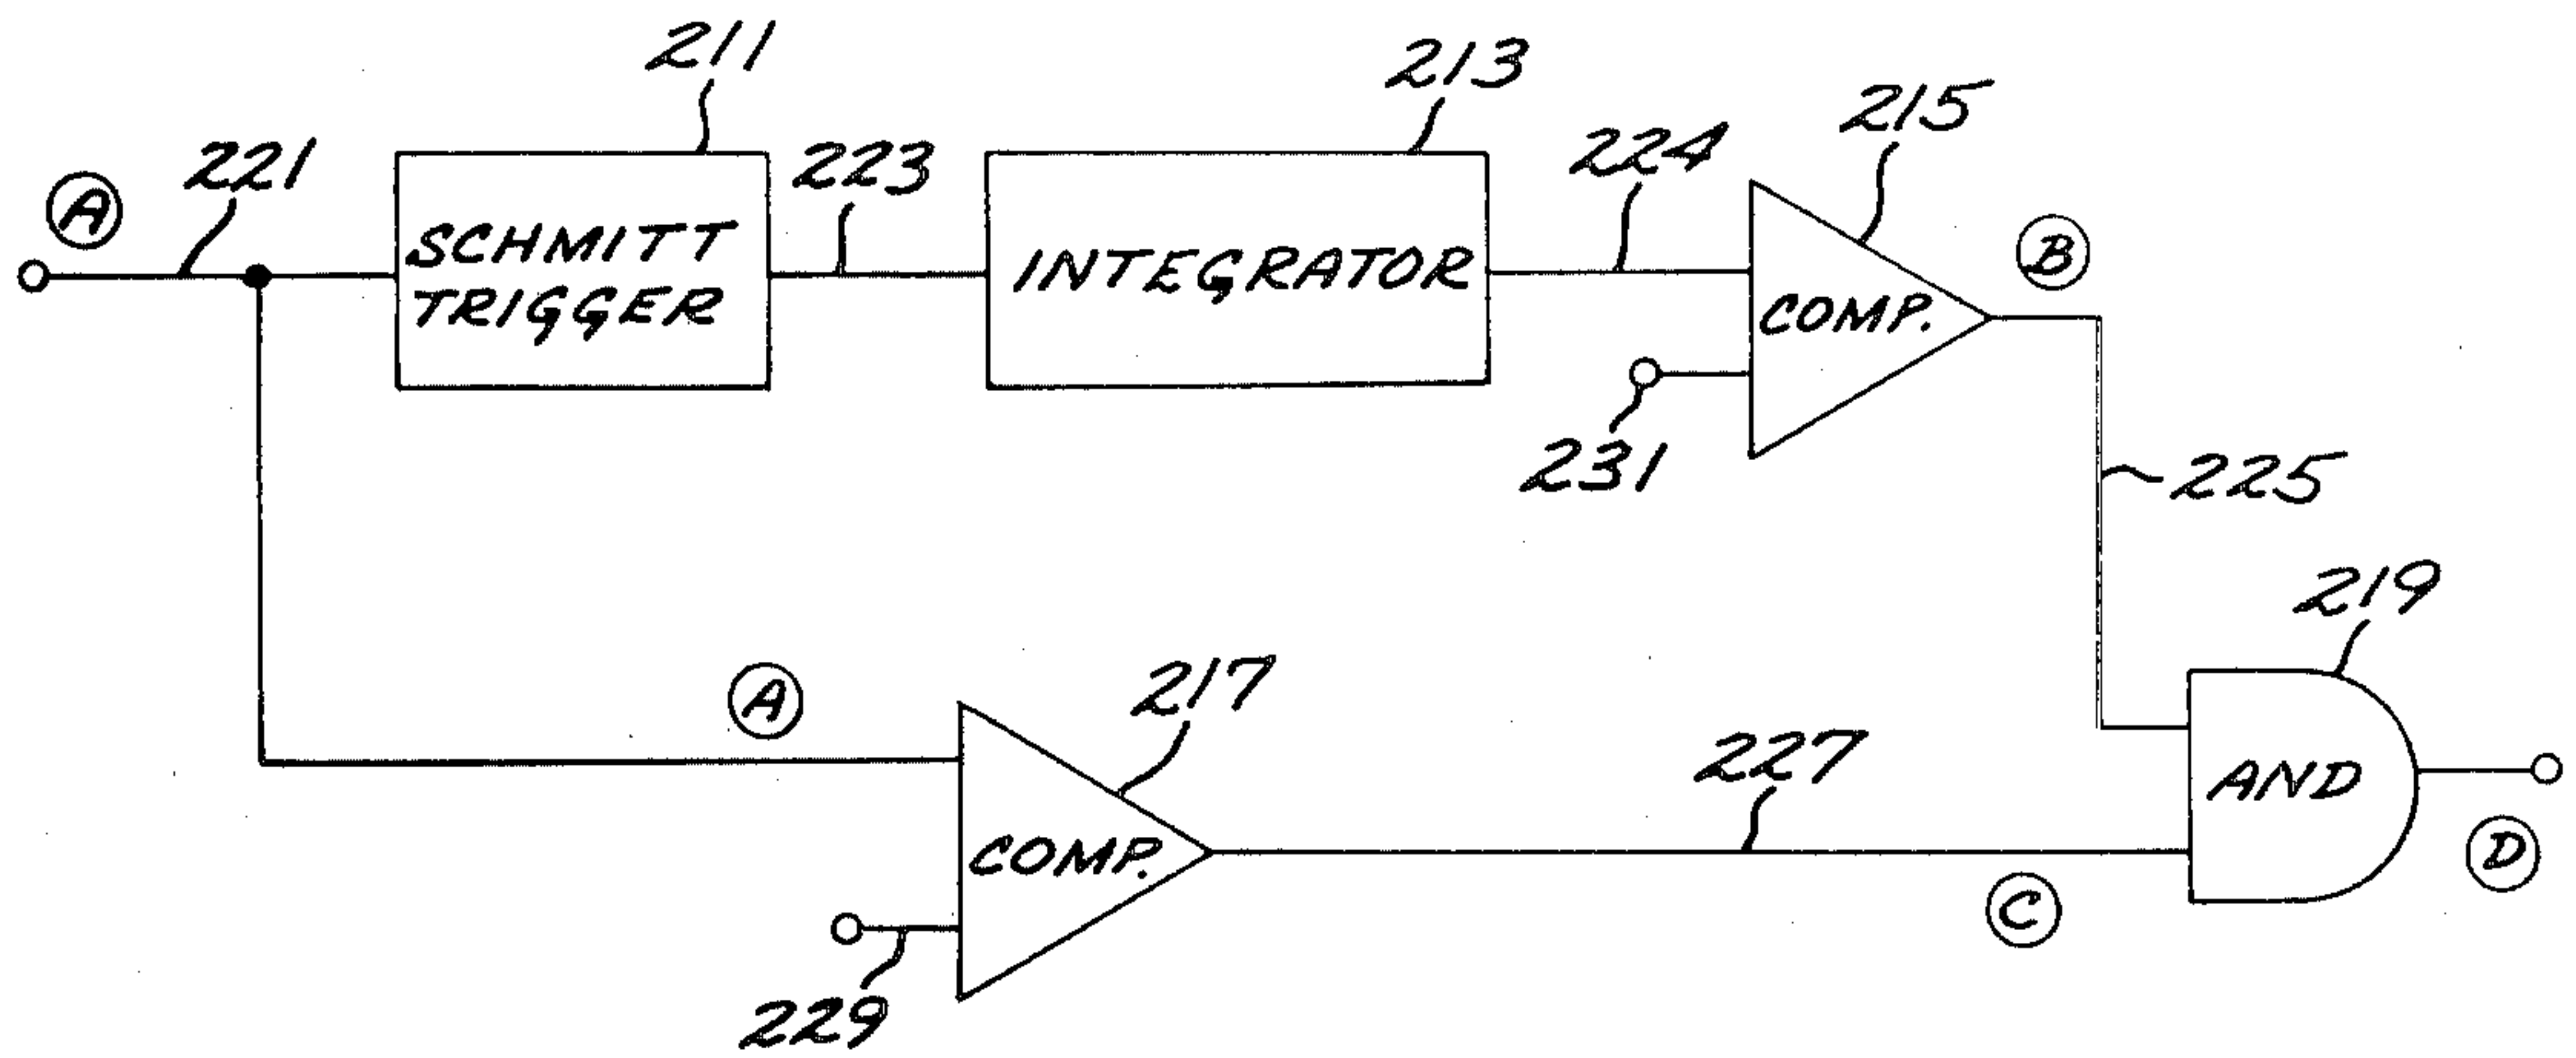 211
213
215
221
223
224
A
SCHMITT
TRIGGER
INTEGRATOR
COMP.
B
231
225
219
A
217
227
AND
COMP.
D
C
229